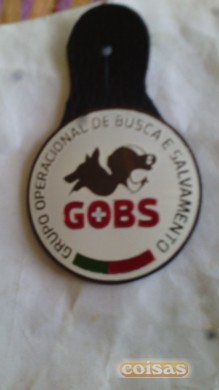 GRUPO OPERACIONAL DE BUSCA E SALVAMENTO
GOBS
coisas